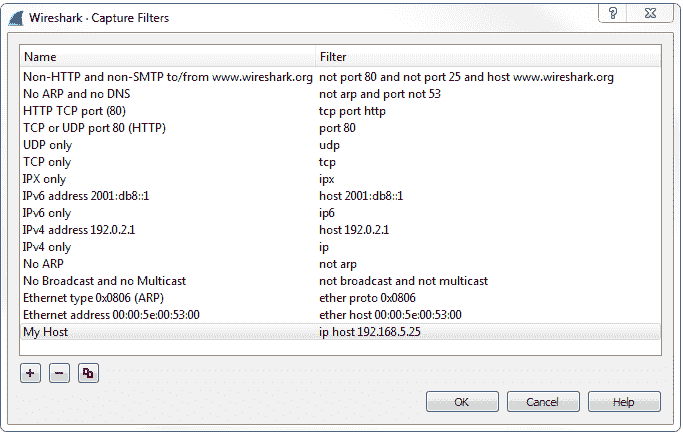 Wireshark · Capture Filters
Name Filter
Non-HTTP and non-SMTP to/from www.wireshark.org not port 80 and not port 25 and host www.wireshark.org
No ARP and no DNS not arp and port not 53
HTTP TCP port (80) tcp port http
TCP or UDP port 80 (HTTP) port 80
UDP only udp
TCP only tcp
IPX only ipx
IPv6 address 2001:db8::1 host 2001:db8::1
IPv6 only ip6
IPv4 address 192.0.2.1 host 192.0.2.1
IPv4 only ip
No ARP not arp
No Broadcast and no Multicast not broadcast and not multicast
Ethernet type 0x0806 (ARP) ether proto 0x0806
Ethernet address 00:00:5e:00:53:00 ether host 00:00:5e:00:53:00
My Host ip host 192.168.5.25
OK Cancel Help